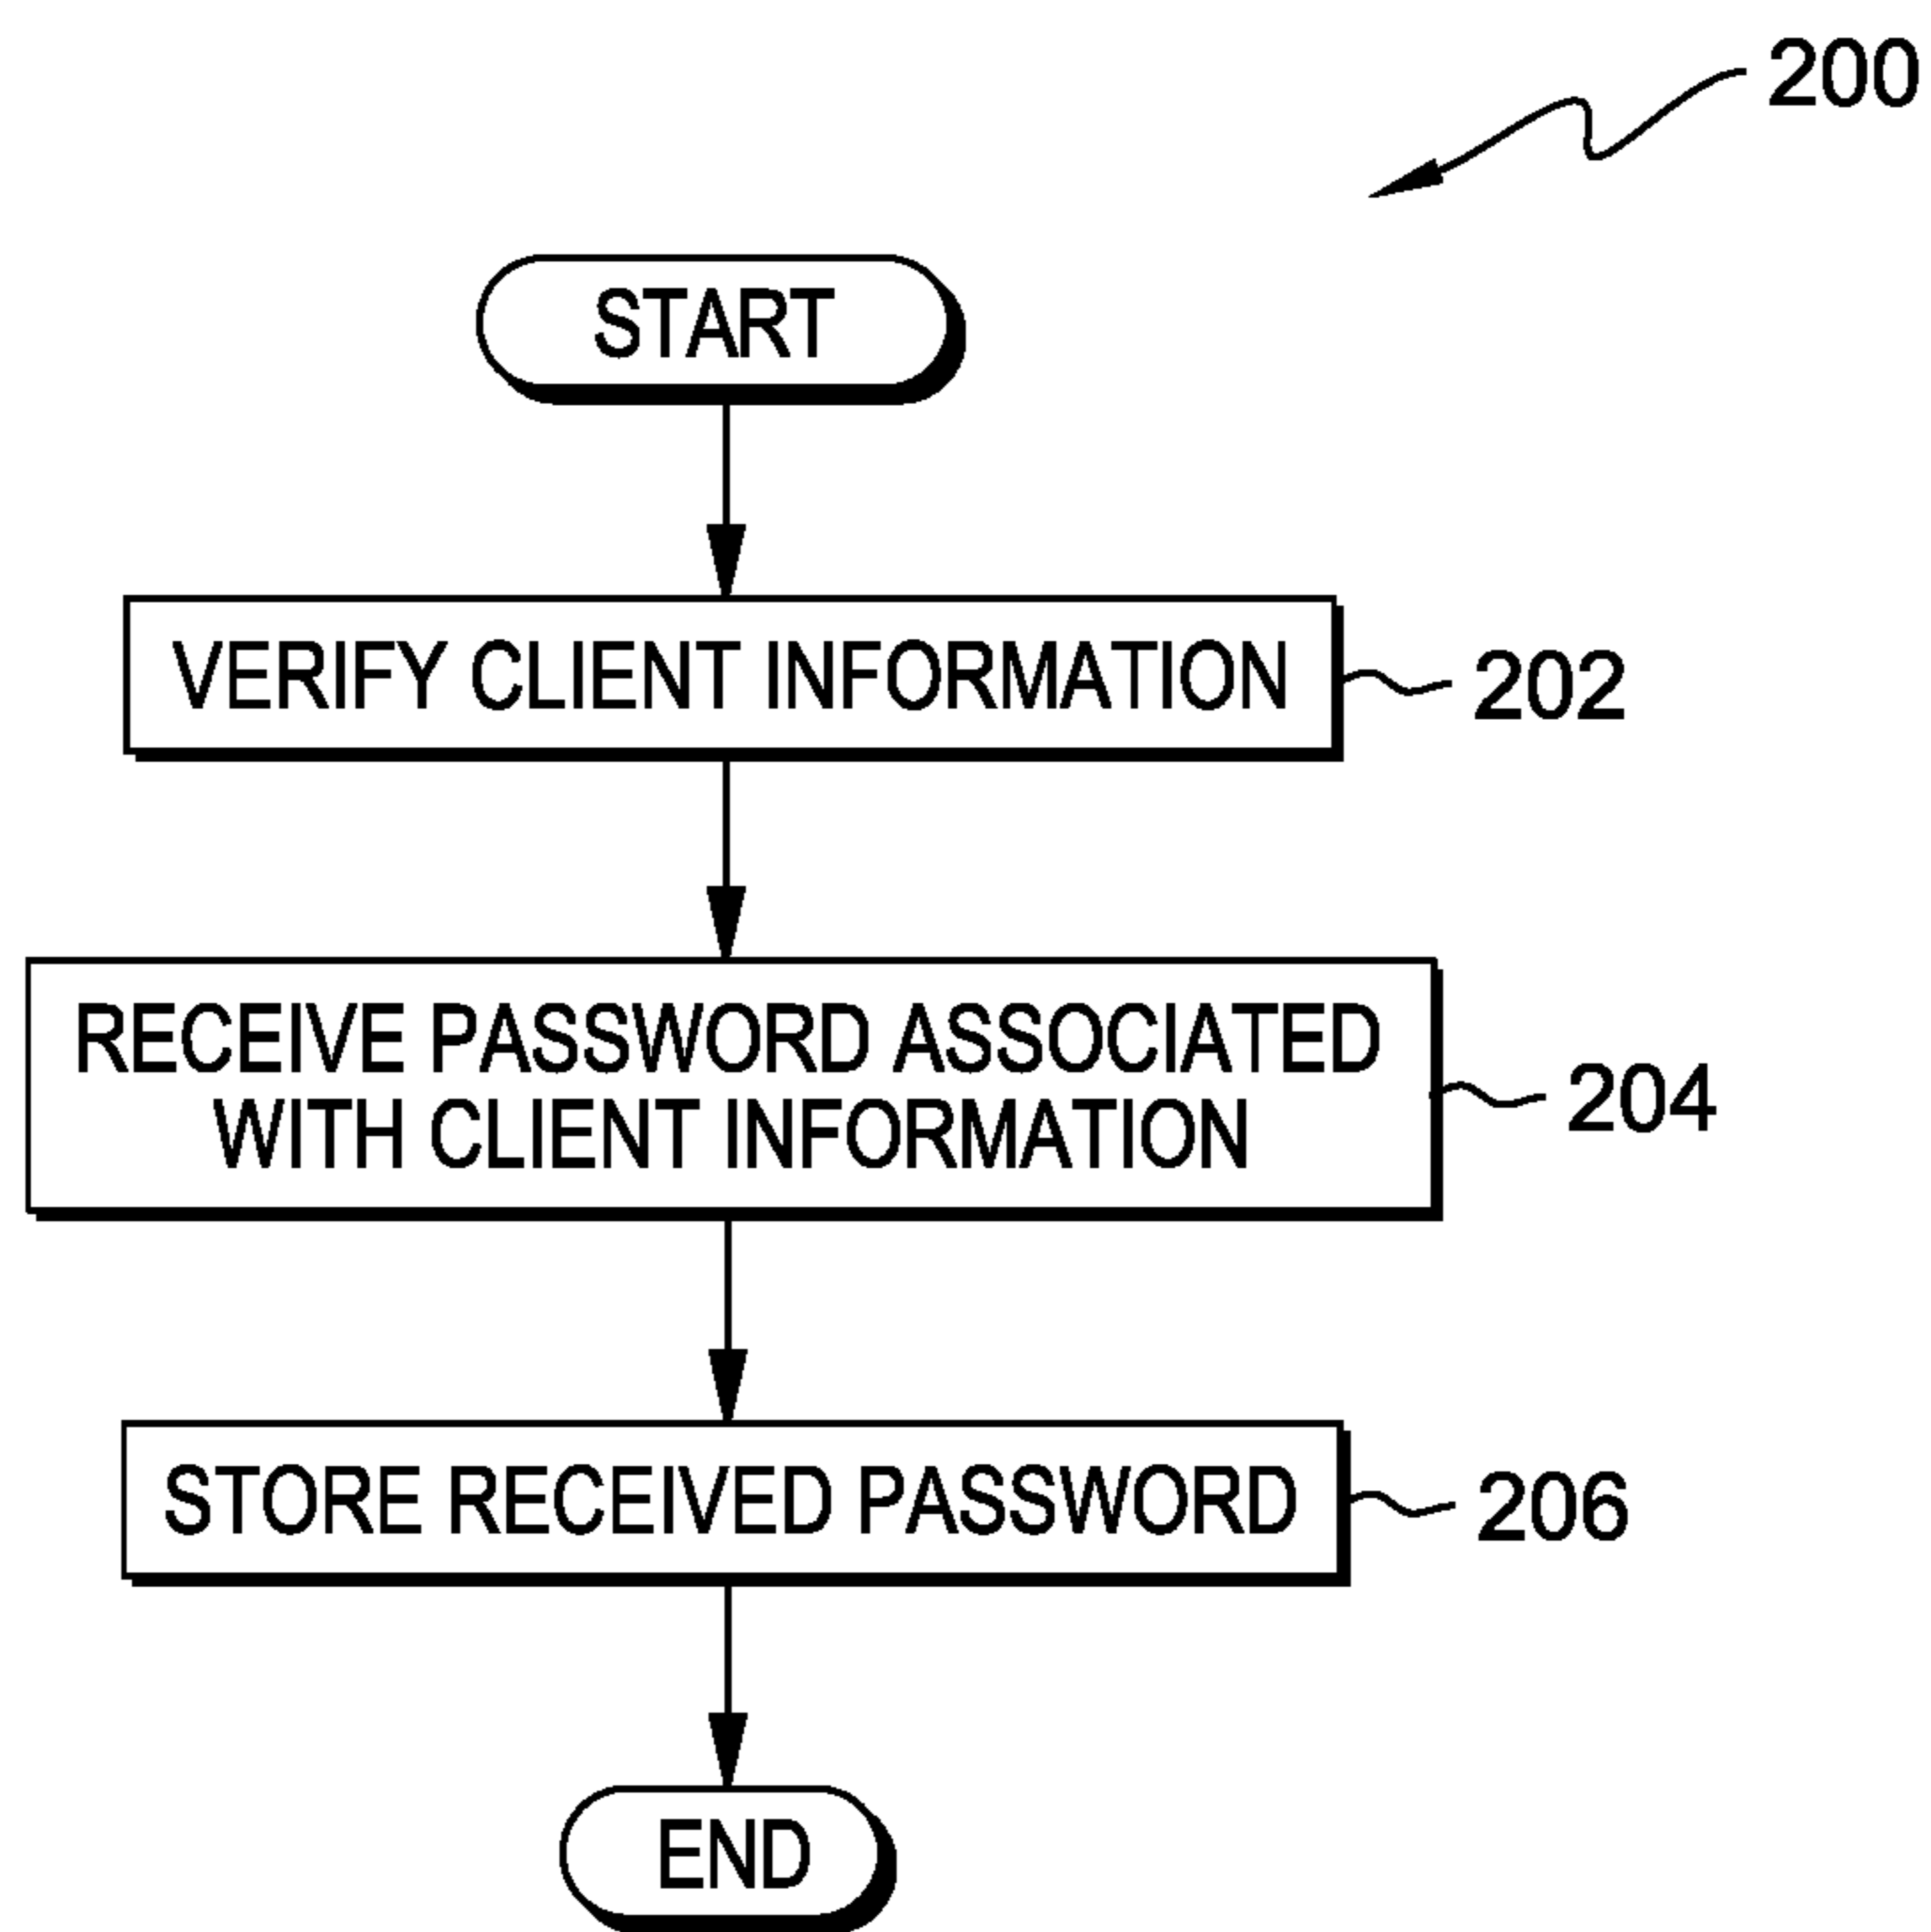 200
START
VERIFY CLIENT INFORMATION
202
RECEIVE PASSWORD ASSOCIATED
WITH CLIENT INFORMATION
204
STORE RECEIVED PASSWORD
206
END